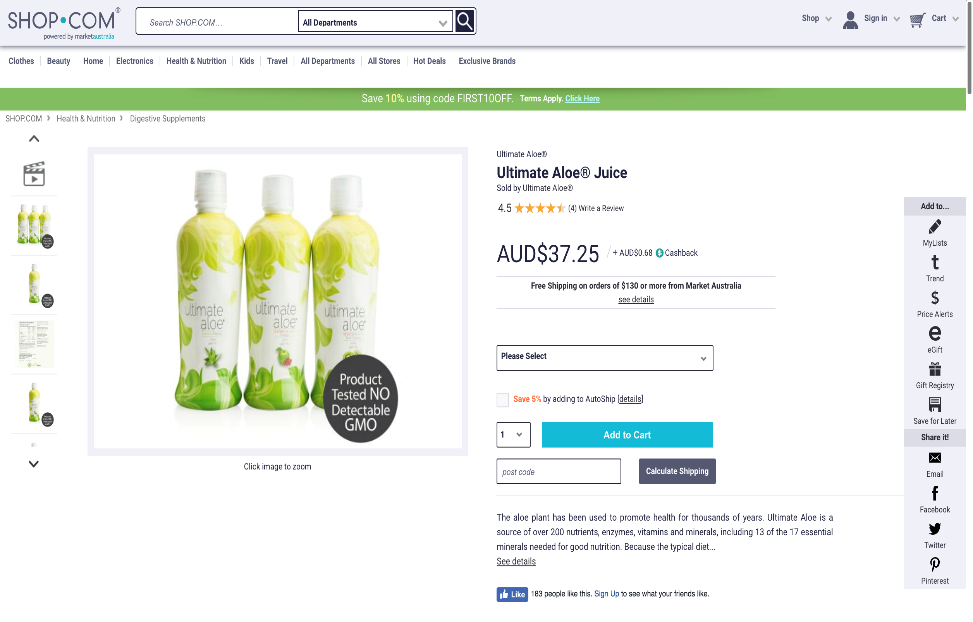 SHOP•COM®
powered by marketaustralia
Search SHOP.COM...
All Departments
Shop
Sign in
Cart
Clothes
Beauty
Home
Electronics
Health & Nutrition
Kids
Travel
All Departments
All Stores
Hot Deals
Exclusive Brands
Save 10% using code FIRST10OFF. Terms Apply. Click Here
SHOP.COM > Health & Nutrition > Digestive Supplements
ultimate aloe®
ultimate aloe®
ultimate aloe®
Product
Tested NO
Detectable
GMO
Click image to zoom
Ultimate Aloe®
Ultimate Aloe® Juice
Sold by Ultimate Aloe®
4.5 (4) Write a Review
AUD$37.25 / + AUD$0.68 Cashback
Free Shipping on orders of $130 or more from Market Australia
see details
Please Select
Save 5% by adding to AutoShip [details]
1
Add to Cart
post code
Calculate Shipping
The aloe plant has been used to promote health for thousands of years. Ultimate Aloe is a
source of over 200 nutrients, enzymes, vitamins and minerals, including 13 of the 17 essential
minerals needed for good nutrition. Because the typical diet...
See details
Like 183 people like this. Sign Up to see what your friends like.
Add to...
MyLists
Trend
Price Alerts
eGift
Gift Registry
Save for Later
Share it!
Email
Facebook
Twitter
Pinterest